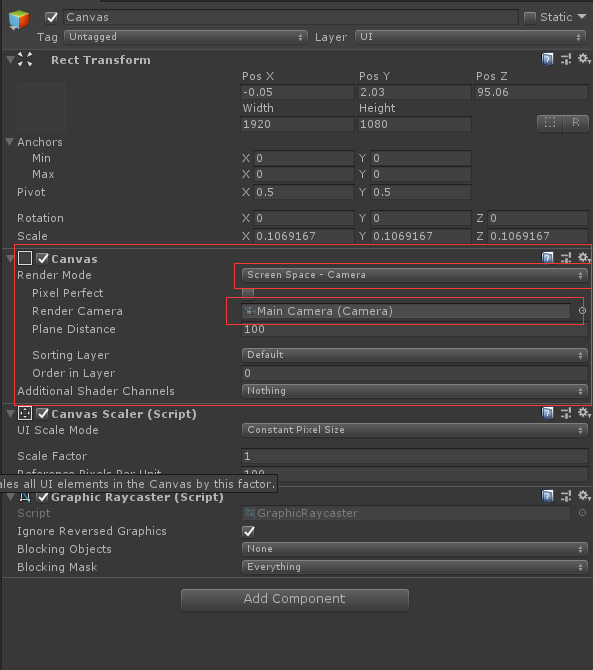 Canvas Static
Tag Untagged Layer UI
Rect Transform
Pos X Pos Y Pos Z
-0.05 2.03 95.06
Width Height
1920 1080
R
Anchors
Min X 0 Y 0
Max X 0 Y 0
Pivot X 0.5 Y 0.5
Rotation X 0 Y 0 Z 0
Scale X 0.1069167 Y 0.1069167 Z 0.1069167
Canvas
Render Mode Screen Space - Camera
Pixel Perfect
Render Camera Main Camera (Camera)
Plane Distance 100
Sorting Layer Default
Order in Layer 0
Additional Shader Channels Nothing
Canvas Scaler (Script)
UI Scale Mode Constant Pixel Size
Scale Factor 1
Reference Pixels Per Unit 100
ales all UI elements in the Canvas by this factor.
Graphic Raycaster (Script)
Script GraphicRaycaster
Ignore Reversed Graphics
Blocking Objects None
Blocking Mask Everything
Add Component